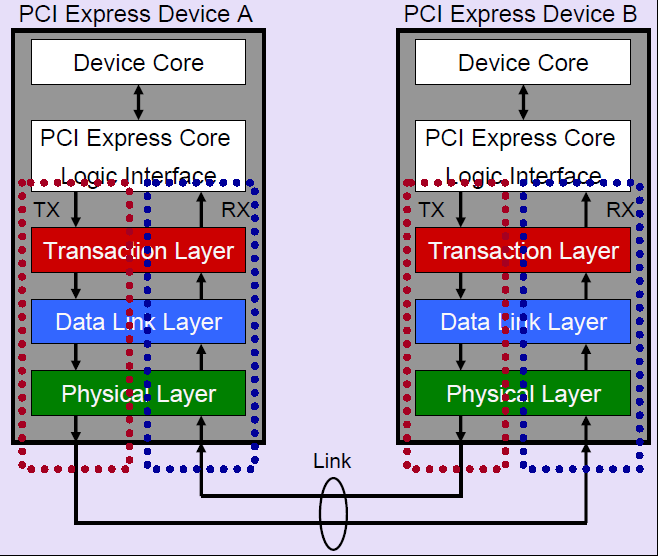 PCI Express Device A
Device Core
PCI Express Core
Logic Interface
TX
RX
Transaction Layer
Data Link Layer
Physical Layer
PCI Express Device B
Device Core
PCI Express Core
Logic Interface
TX
RX
Transaction Layer
Data Link Layer
Physical Layer
Link